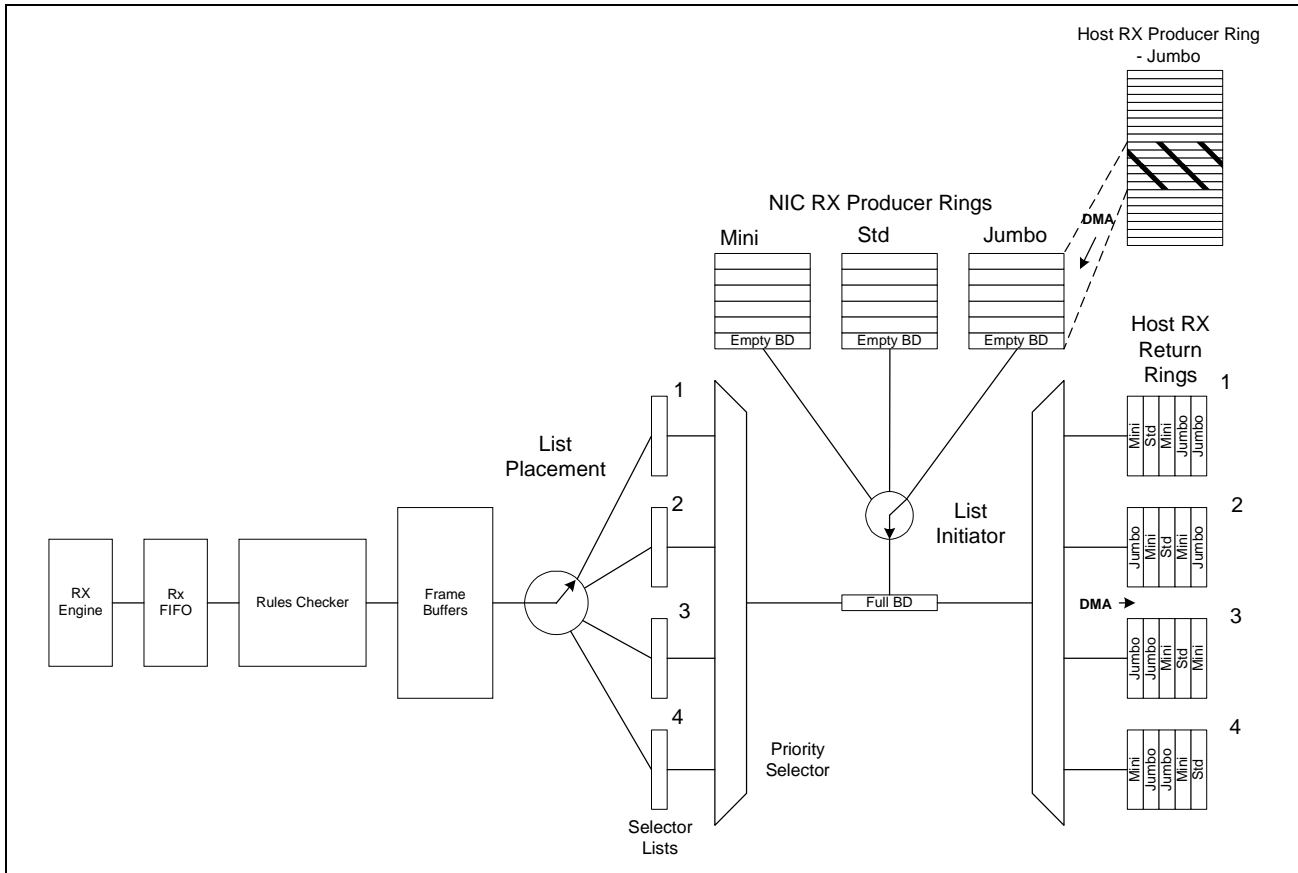 Host RX Producer Ring
- Jumbo
DMA
NIC RX Producer Rings
Mini
Std
Jumbo
Empty BD
Empty BD
Empty BD
Host RX
Return
Rings
List
Placement
1
2
3
4
Selector
Lists
Priority
Selector
List
Initiator
Full BD
DMA
RX
Engine
Rx
FIFO
Rules Checker
Frame
Buffers
1
Mini
Std
Mini
Jumbo
Jumbo
2
Jumbo
Mini
Std
Mini
Jumbo
3
Jumbo
Jumbo
Mini
Std
Mini
4
Mini
Jumbo
Jumbo
Mini
Std